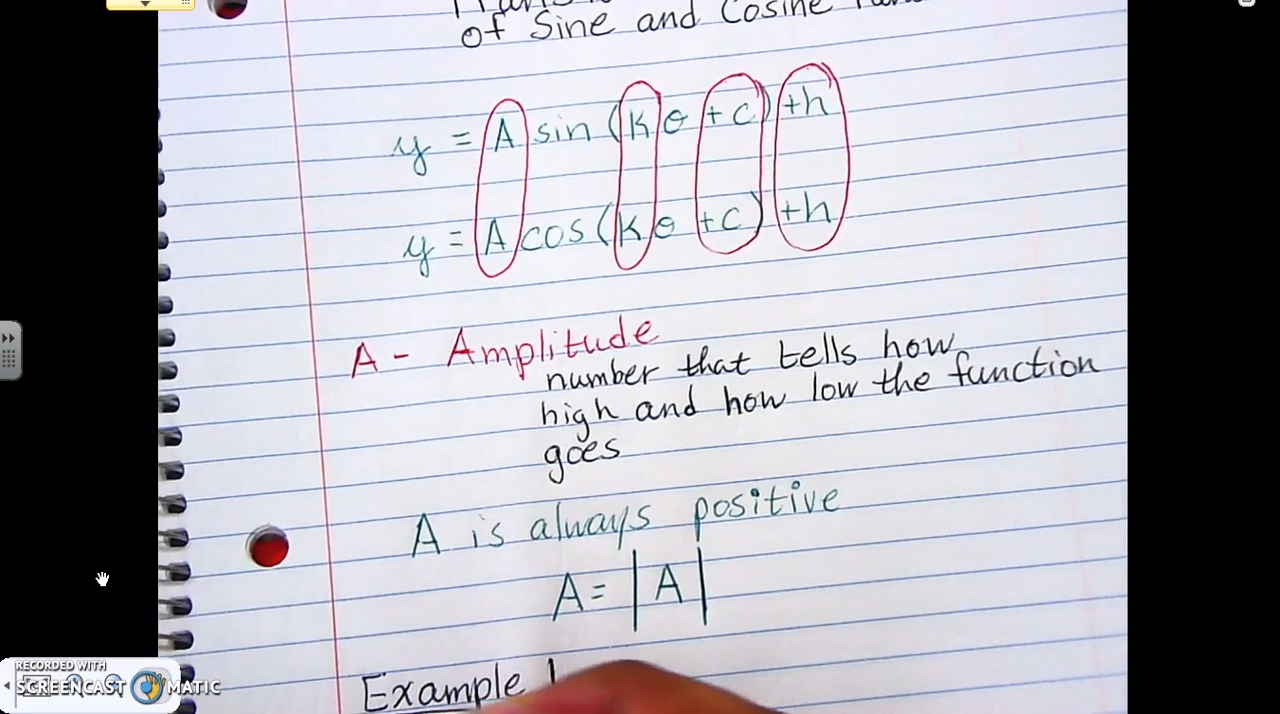 of Sine and Cosine
y = A sin (kθ + c) + h
y = A cos (kθ + c) + h
A - Amplitude
number that tells how
high and how low the function
goes
A is always positive
A = |A|
Example 1
RECORDED WITH
SCREENCAST MATIC